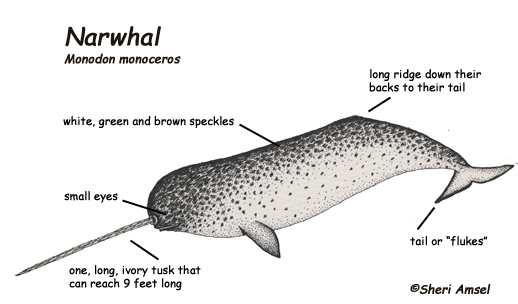 Narwhal
Monodon monoceros
long ridge down their
backs to their tail
white, green and brown speckles
small eyes
tail or “flukes”
one, long, ivory tusk that
can reach 9 feet long
©Sheri Amsel